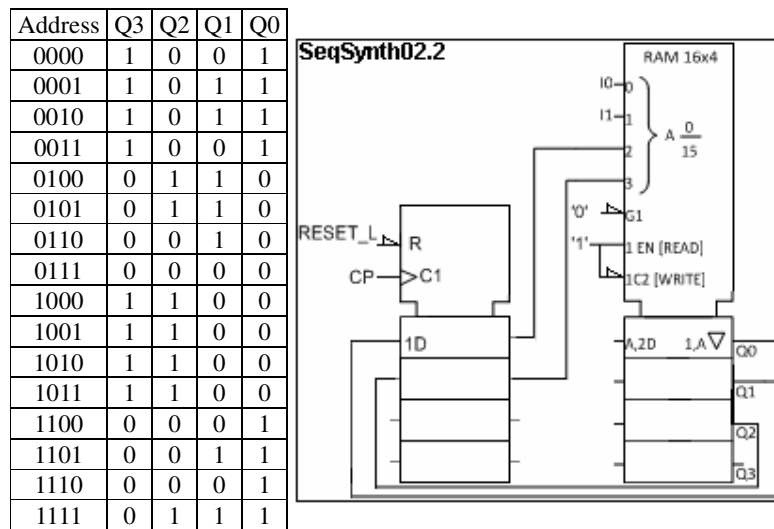 Address Q3 Q2 Q1 Q0
0000 1 0 0 1
0001 1 0 1 1
0010 1 0 1 1
0011 1 0 0 1
0100 0 1 1 0
0101 0 1 1 0
0110 0 0 1 0
0111 0 0 0 0
1000 1 1 0 0
1001 1 1 0 0
1010 1 1 0 0
1011 1 1 0 0
1100 0 0 0 1
1101 0 0 1 1
1110 0 0 0 1
1111 0 1 1 1
SeqSynth02.2
RAM 16x4
I0 0
I1 1
A 0
15
2
3
'0' G1
RESET_L R
'1' 1 EN [READ]
CP C1
1C2 [WRITE]
1D
A,2D 1,A Q0
Q1
Q2
Q3